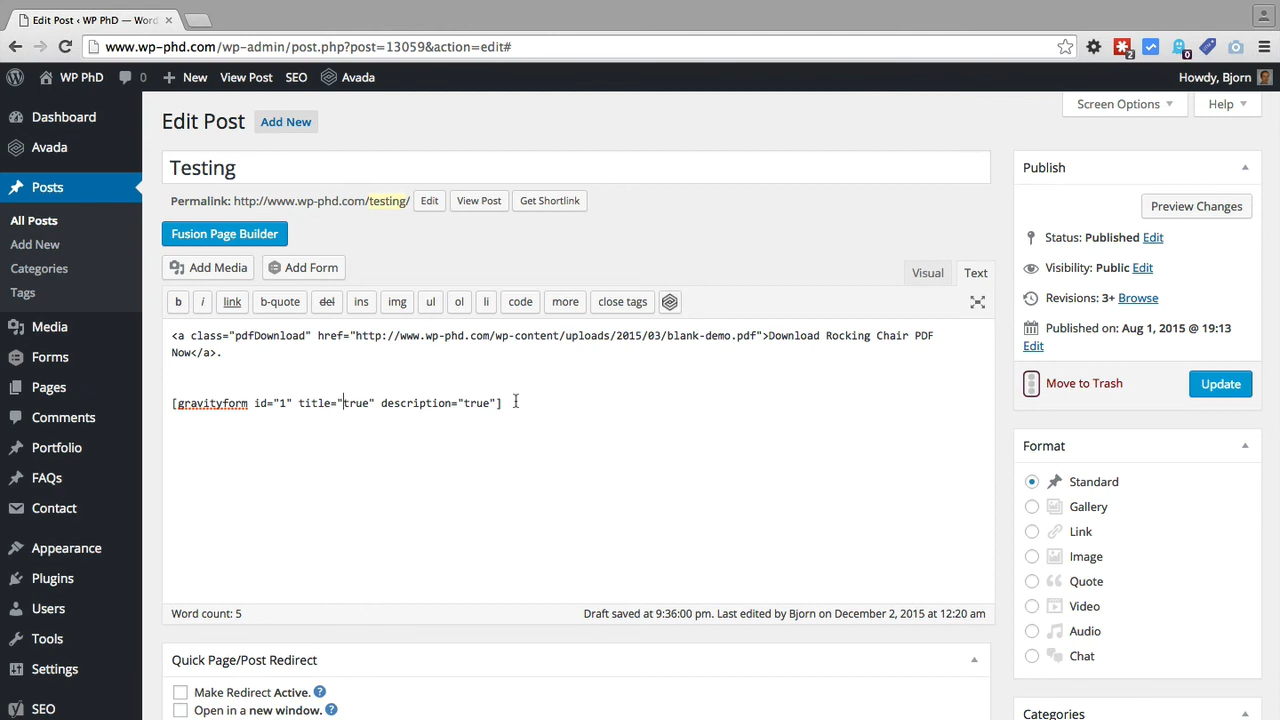 Edit Post ‹ WP PhD — Word
www.wp-phd.com/wp-admin/post.php?post=13059&action=edit#
2
0
WP PhD
0
New
View Post
SEO
Avada
Howdy, Bjorn
Dashboard
Avada
Posts
All Posts
Add New
Categories
Tags
Media
Forms
Pages
Comments
Portfolio
FAQs
Contact
Appearance
Plugins
Users
Tools
Settings
SEO
Screen Options
Help
Edit Post
Add New
Testing
Permalink: http://www.wp-phd.com/testing/
Edit
View Post
Get Shortlink
Fusion Page Builder
Add Media
Add Form
Visual
Text
b
i
link
b-quote
del
ins
img
ul
ol
li
code
more
close tags
<a class="pdfDownload" href="http://www.wp-phd.com/wp-content/uploads/2015/03/blank-demo.pdf">Download Rocking Chair PDF
Now</a>.
[gravityform id="1" title="true" description="true"]
Word count: 5
Draft saved at 9:36:00 pm. Last edited by Bjorn on December 2, 2015 at 12:20 am
Quick Page/Post Redirect
Make Redirect Active. ?
Open in a new window. ?
Publish
Preview Changes
Status: Published Edit
Visibility: Public Edit
Revisions: 3+ Browse
Published on: Aug 1, 2015 @ 19:13
Edit
Move to Trash
Update
Format
Standard
Gallery
Link
Image
Quote
Video
Audio
Chat
Categories